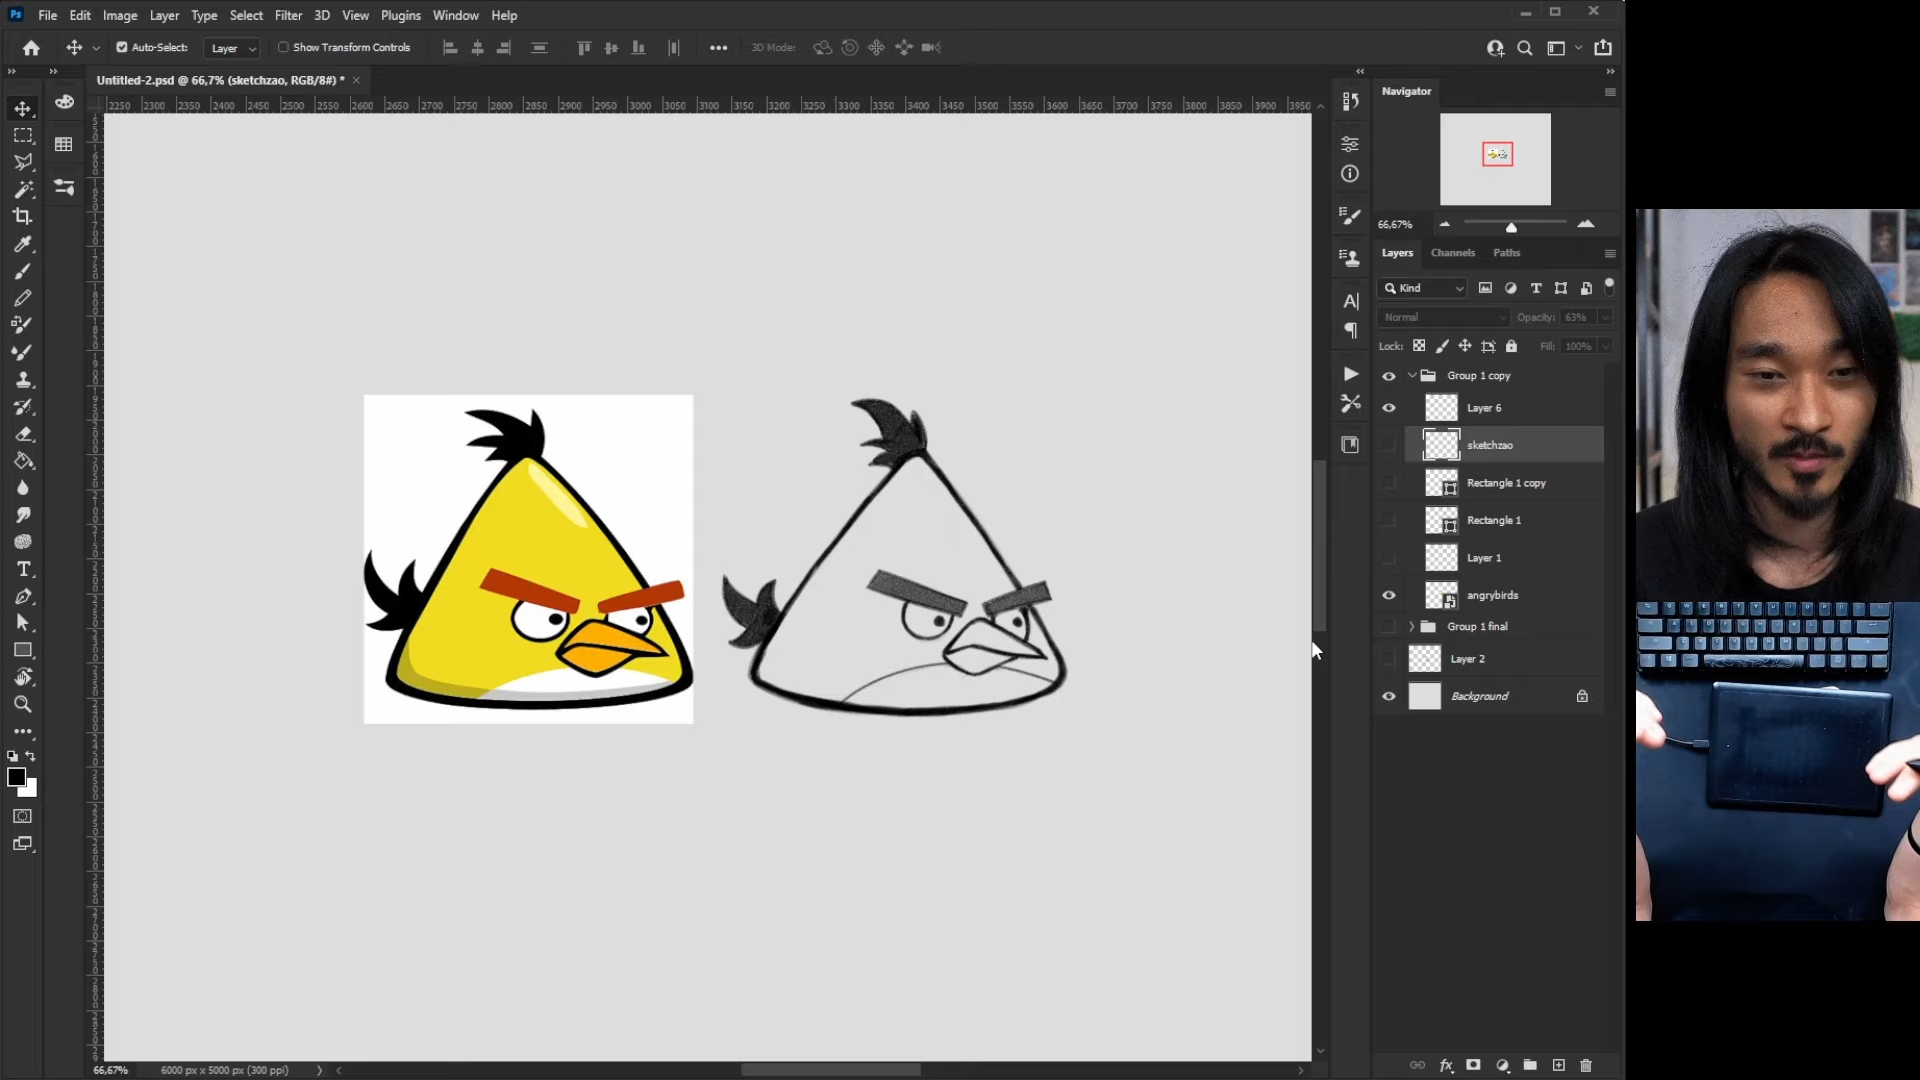 File Edit Image Layer Type Select Filter 3D View Plugins Window Help
Auto-Select: Layer Show Transform Controls 3D Mode:
Untitled-2.psd @ 66,7% (sketchzao, RGB/8#) *
2250 2300 2350 2400 2450 2500 2550 2600 2650 2700 2750 2800 2850 2900 2950 3000 3050 3100 3150 3200 3250 3300 3350 3400 3450 3500 3550 3600 3650 3700 3750 3800 3850 3900 3950
Navigator
66,67%
Layers Channels Paths
Kind
Normal Opacity: 63%
Lock: Fill: 100%
Group 1 copy
Layer 6
sketchzao
Rectangle 1 copy
Rectangle 1
Layer 1
angrybirds
Group 1 final
Layer 2
Background
66,67% 6000 px x 5000 px (300 ppi)